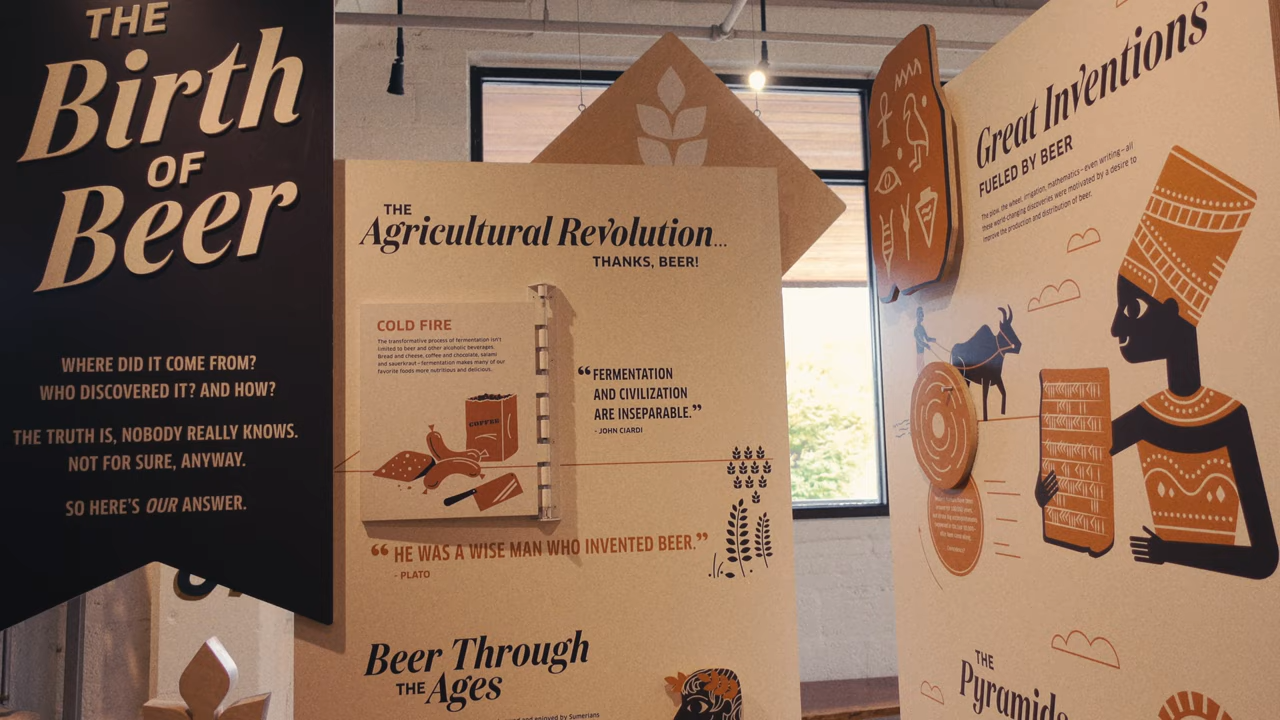 THE
Birth
OF
Beer
WHERE DID IT COME FROM?
WHO DISCOVERED IT? AND HOW?
THE TRUTH IS, NOBODY REALLY KNOWS.
NOT FOR SURE, ANYWAY.
SO HERE'S OUR ANSWER.
THE
Agricultural Revolution...
THANKS, BEER!
COLD FIRE
The transformative process of fermentation isn't
limited to beer and other alcoholic beverages.
Bread and cheese, coffee and chocolate, salami
and sauerkraut – fermentation makes many of our
favorite foods more nutritious and delicious.
COFFEE
“FERMENTATION
AND CIVILIZATION
ARE INSEPARABLE.”
- JOHN CIARDI
“HE WAS A WISE MAN WHO INVENTED BEER.”
- PLATO
Beer Through
THE Ages
and enjoyed by Sumerians
Great Inventions
FUELED BY BEER
The plow, the wheel, irrigation, mathematics – even writing – all
these world-changing discoveries were motivated by a desire to
improve the production and distribution of beer.
THE
Pyramids